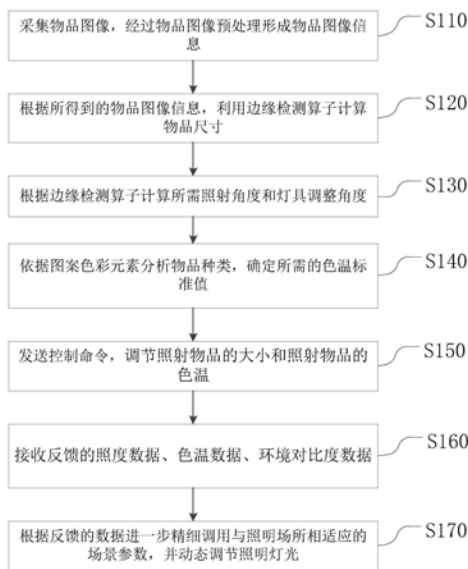 采集物品图像，经过物品图像预处理形成物品图像信
息
S110
根据所得到的物品图像信息，利用边缘检测算子计算
物品尺寸
S120
根据边缘检测算子计算所需照射角度和灯具调整角度
S130
依据图案色彩元素分析物品种类，确定所需的色温标
准值
S140
发送控制命令，调节照射物品的大小和照射物品的
色温
S150
接收反馈的照度数据、色温数据、环境对比度数据
S160
根据反馈的数据进一步精细调用与照明场所相适应的
场景参数，并动态调节照明灯光
S170